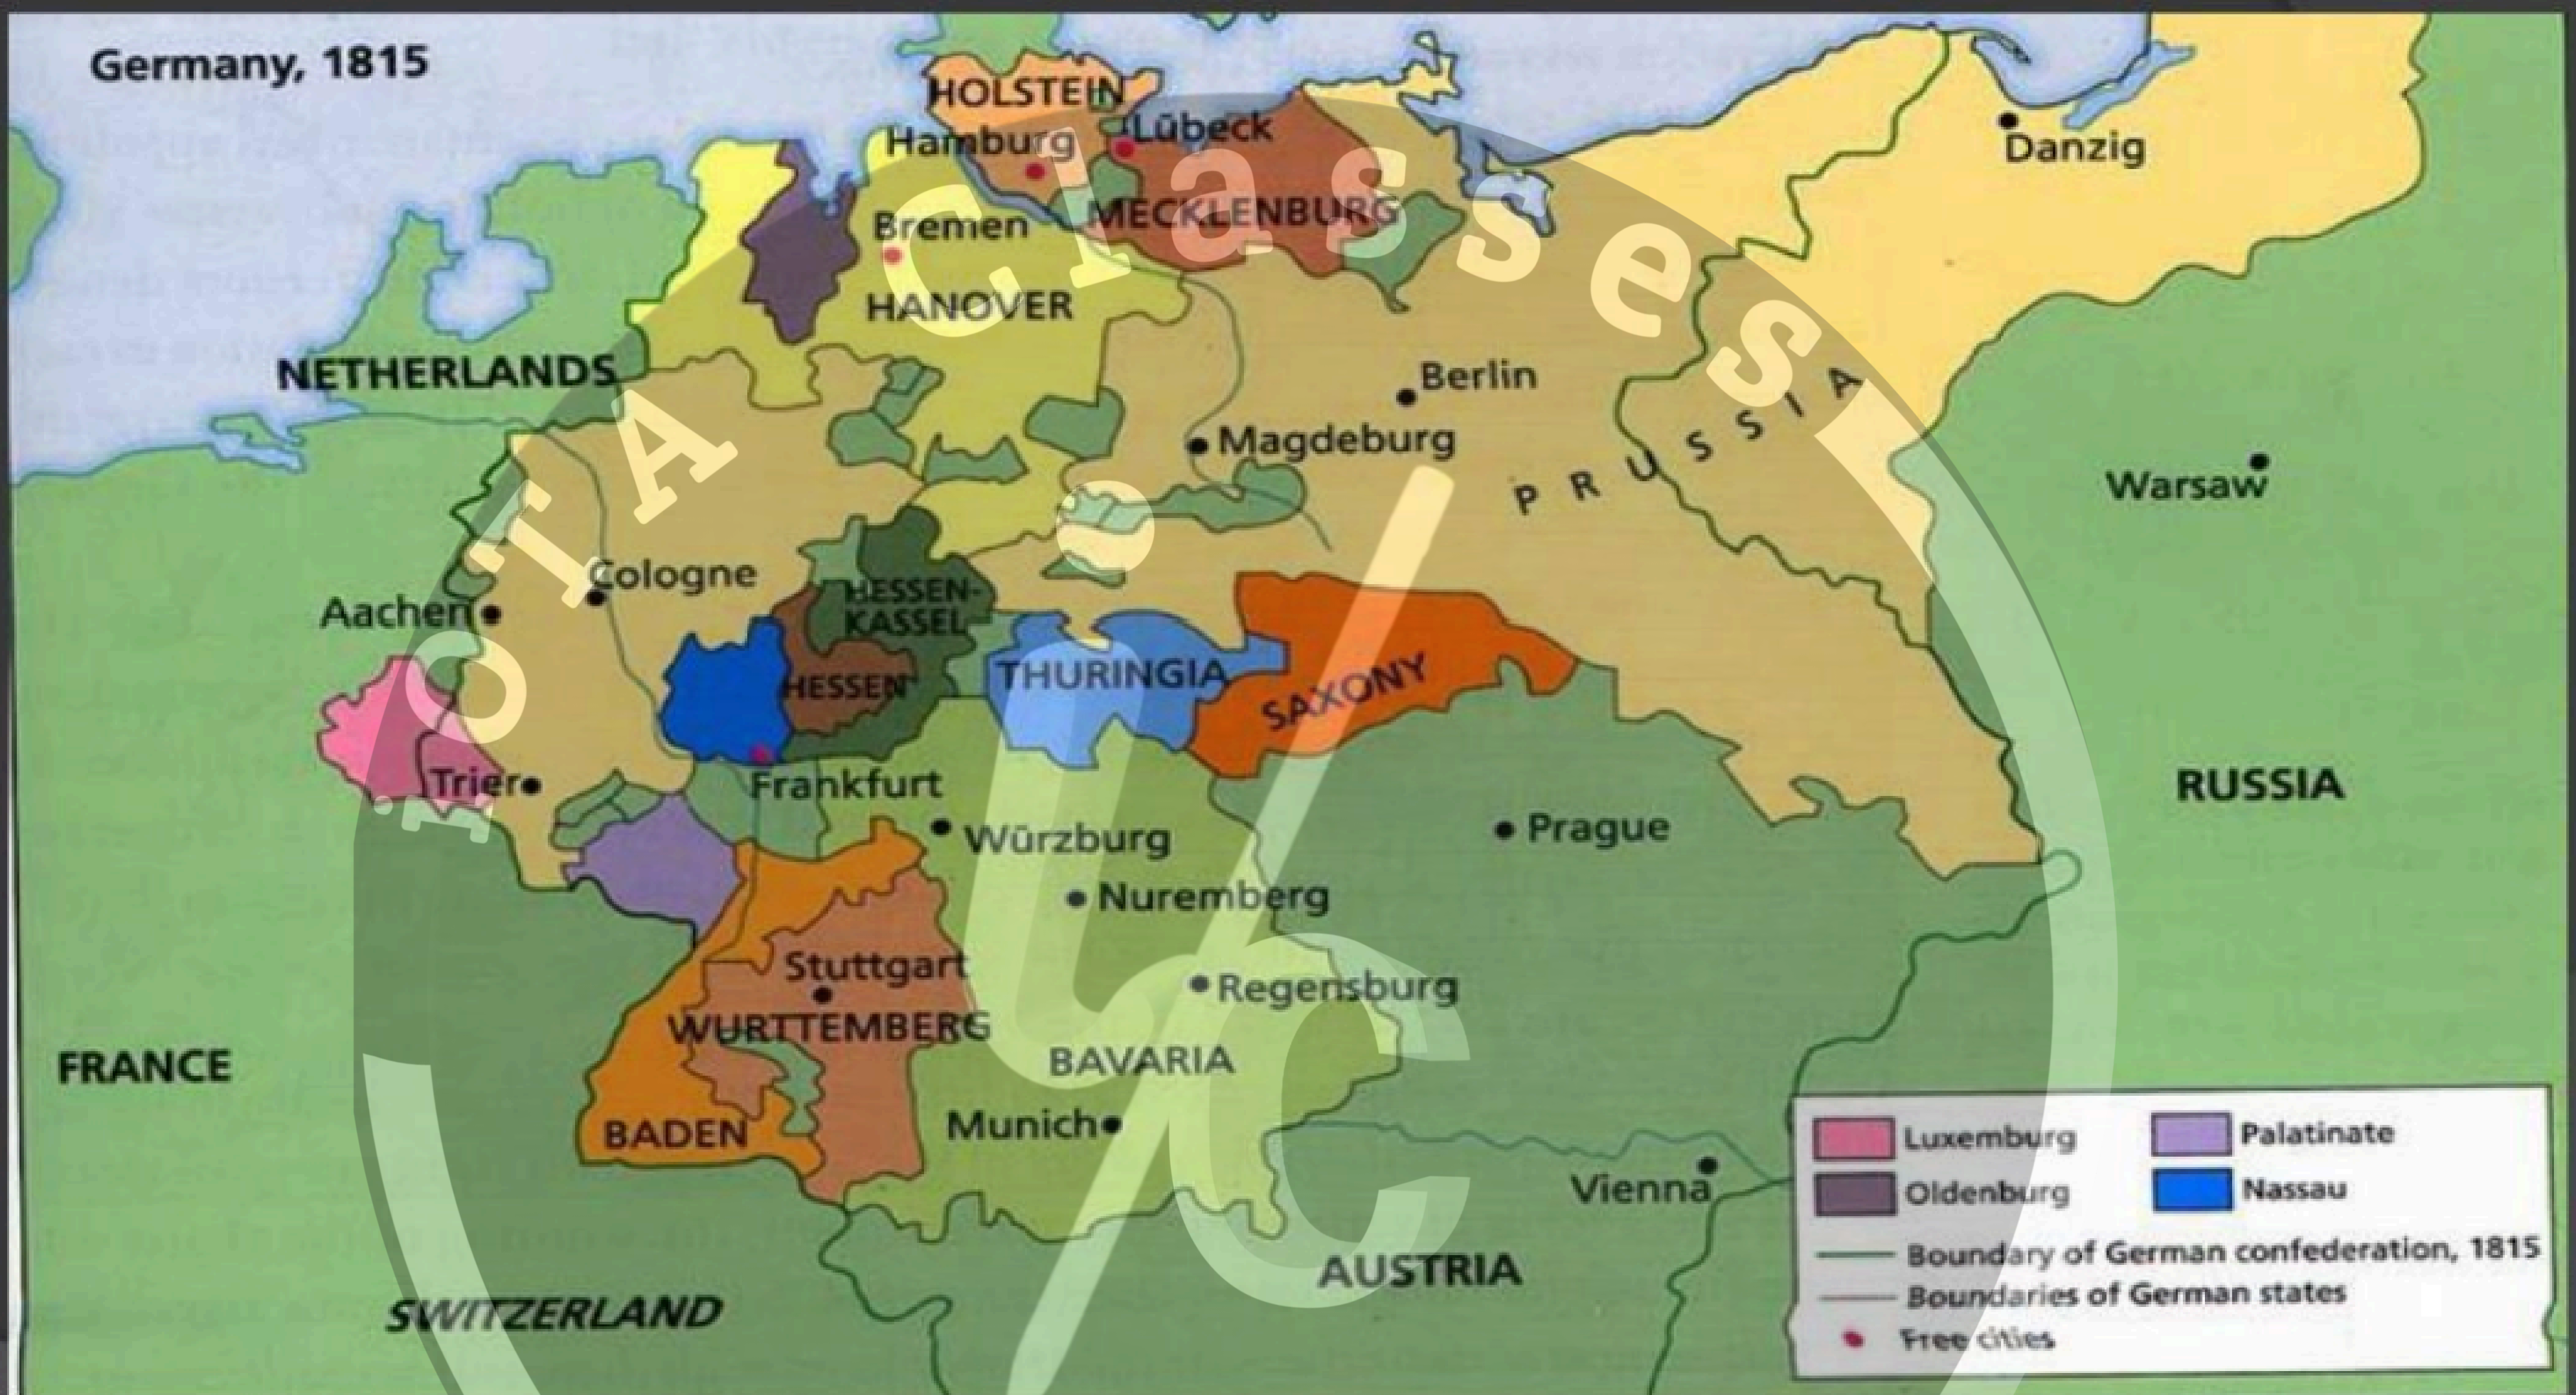 Germany, 1815
HOLSTEIN
Hamburg
Lübeck
Danzig
MECKLENBURG
Bremen
HANOVER
NETHERLANDS
Berlin
Magdeburg
PRUSSIA
Warsaw
Cologne
HESSEN-
KASSEL
Aachen
THURINGIA
HESSEN
SAXONY
Trier
Frankfurt
RUSSIA
Würzburg
Prague
Nuremberg
Stuttgart
Regensburg
WURTTEMBERG
FRANCE
BAVARIA
Munich
BADEN
Vienna
AUSTRIA
SWITZERLAND
Luxemburg
Palatinate
Oldenburg
Nassau
Boundary of German confederation, 1815
Boundaries of German states
Free cities
Classes